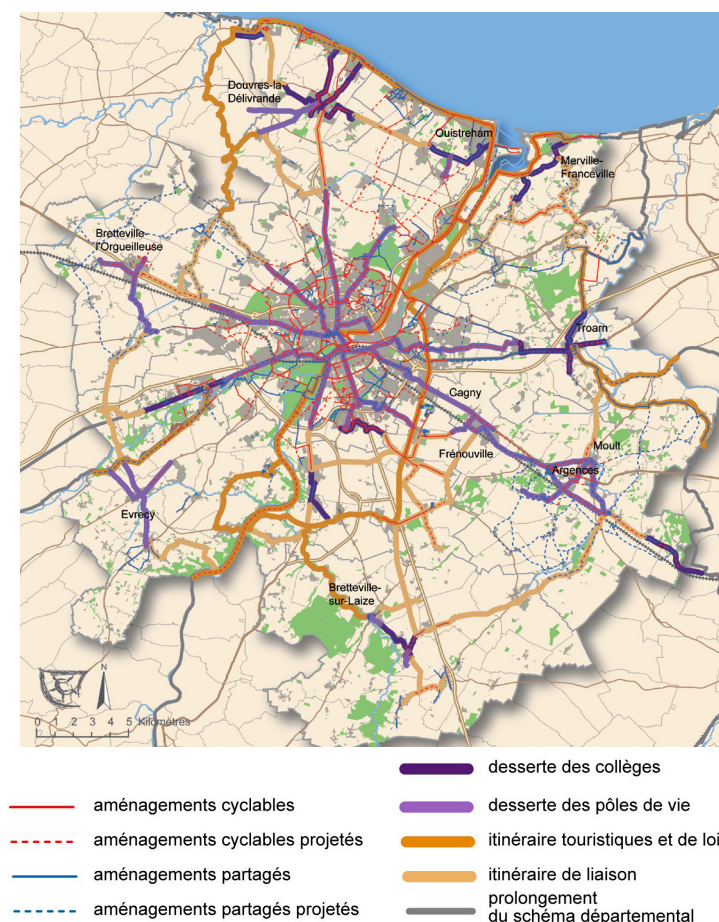 Douvres-la-
Délivrande
Ouistreham
Merville-
Franceville
Bretteville-
l'Orgueilleuse
Troarn
Cagny
Frénouville
Moult
Argences
Evrecy
Bretteville-
sur-Laize
N
0 1 2 3 4 5 Kilomètres
desserte des collèges
aménagements cyclables
desserte des pôles de vie
aménagements cyclables projetés
itinéraire touristiques et de loi
aménagements partagés
itinéraire de liaison
aménagements partagés projetés
prolongement
du schéma départemental